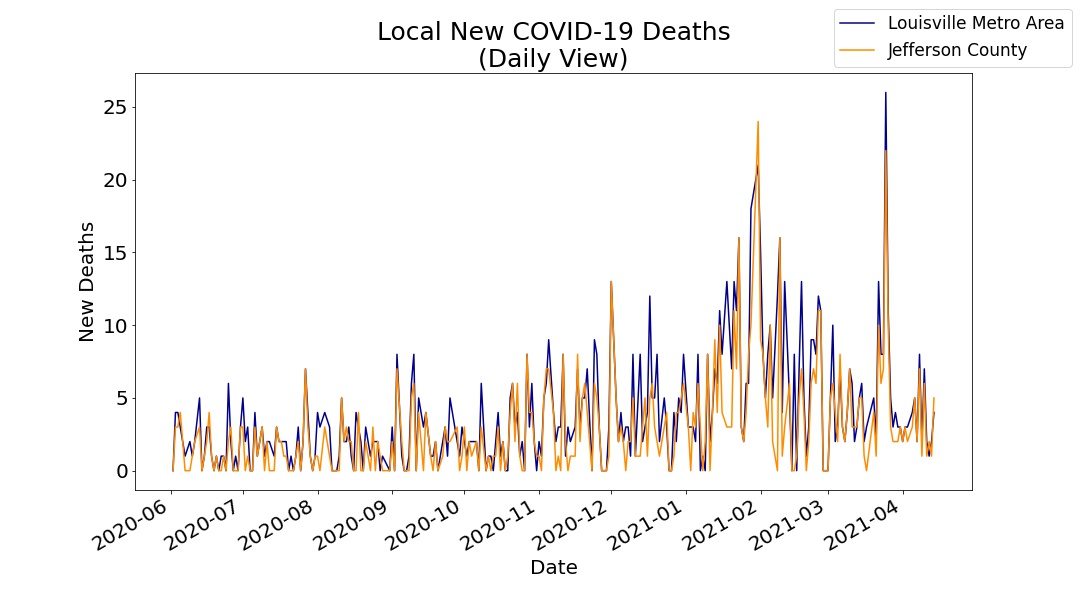 Local New COVID-19 Deaths
(Daily View)
Louisville Metro Area
Jefferson County
New Deaths
25
20
15
10
5
0
2020-06
2020-07
2020-08
2020-09
2020-10
2020-11
2020-12
2021-01
2021-02
2021-03
2021-04
Date